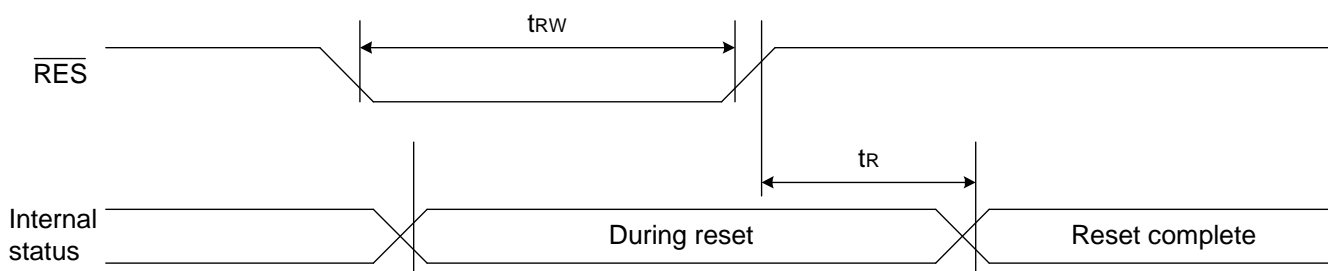 tRW
RES
tR
Internal
status
During reset
Reset complete